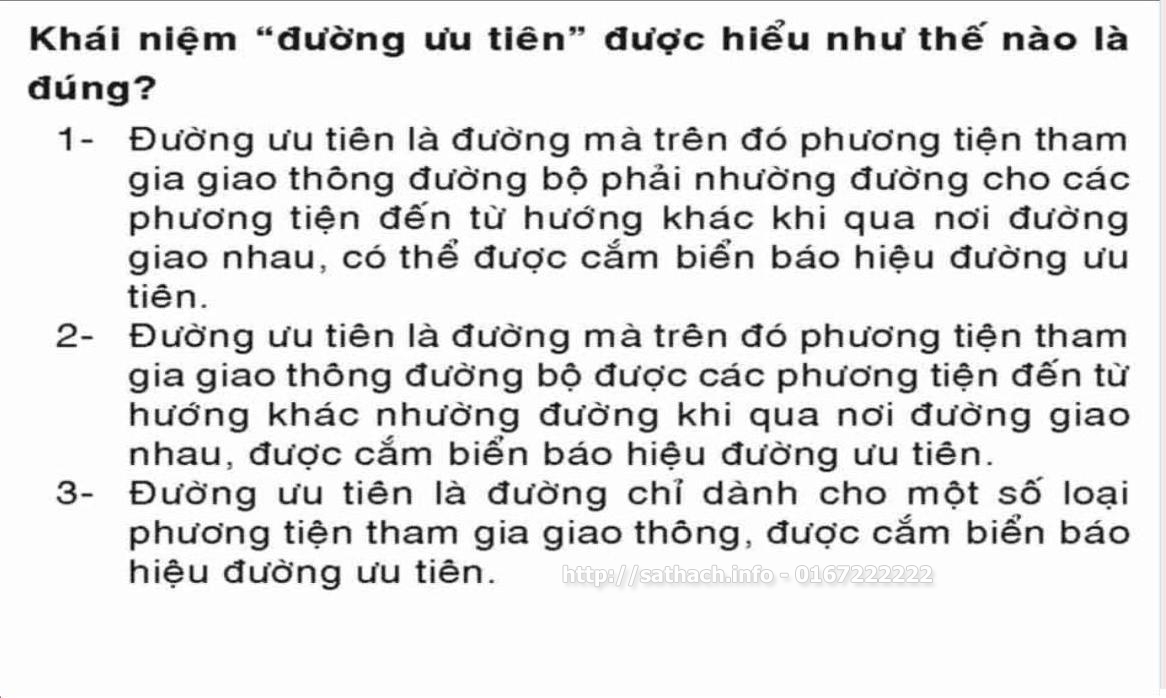 Khái niệm “đường ưu tiên” được hiểu như thế nào là
đúng?
1- Đường ưu tiên là đường mà trên đó phương tiện tham
gia giao thông đường bộ phải nhường đường cho các
phương tiện đến từ hướng khác khi qua nơi đường
giao nhau, có thể được cắm biển báo hiệu đường ưu
tiên.
2- Đường ưu tiên là đường mà trên đó phương tiện tham
gia giao thông đường bộ được các phương tiện đến từ
hướng khác nhường đường khi qua nơi đường giao
nhau, được cắm biển báo hiệu đường ưu tiên.
3- Đường ưu tiên là đường chỉ dành cho một số loại
phương tiện tham gia giao thông, được cắm biển báo
hiệu đường ưu tiên. http://sathach.info - 0167222222